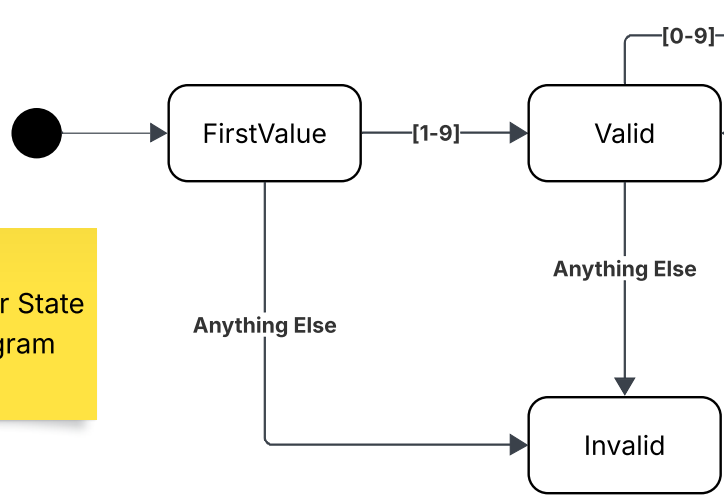 [0-9]
FirstValue
[1-9]
Valid
Anything Else
r State
gram
Anything Else
Invalid